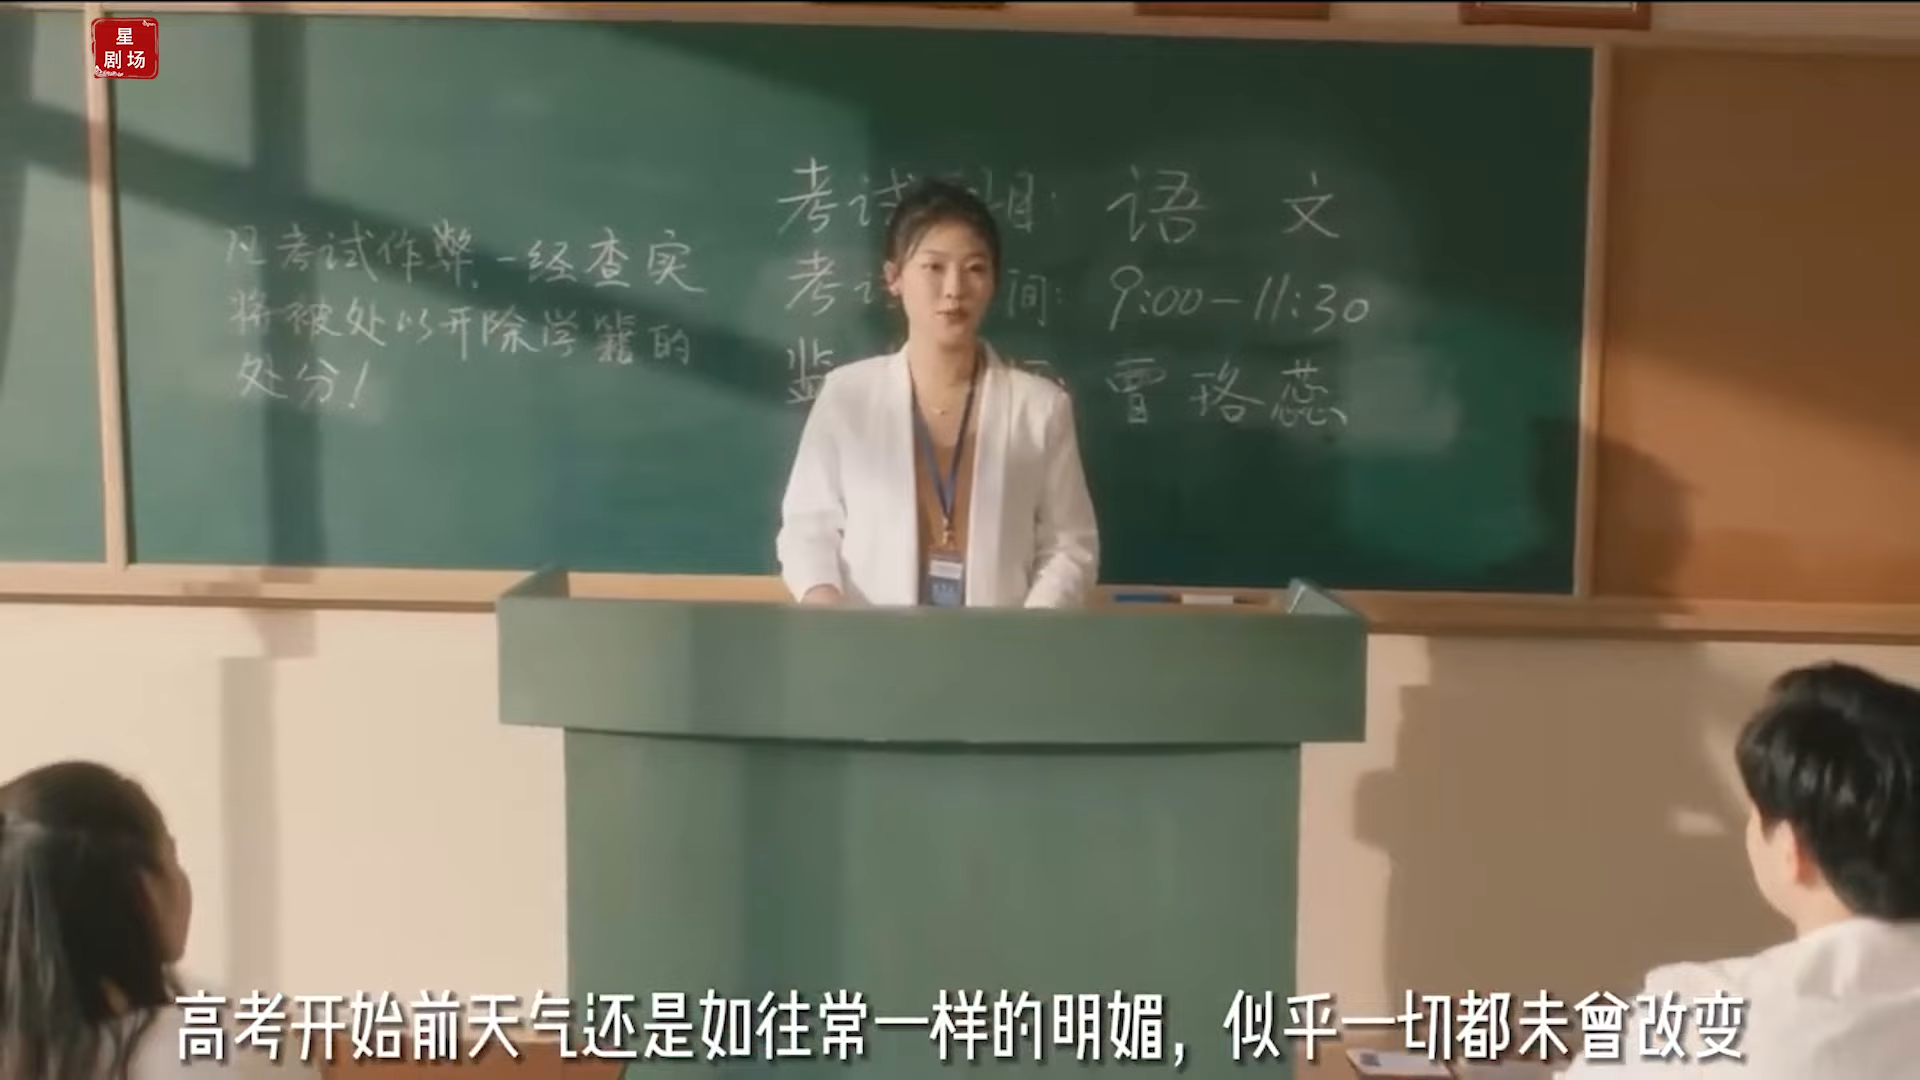 星
剧场
凡考试作弊,一经查实
将被处以开除学籍的
处分!
考试 目: 语 文
考 间: 9:00-11:30
监 曹珞蕊
高考开始前天气还是如往常一样的明媚,似乎一切都未曾改变